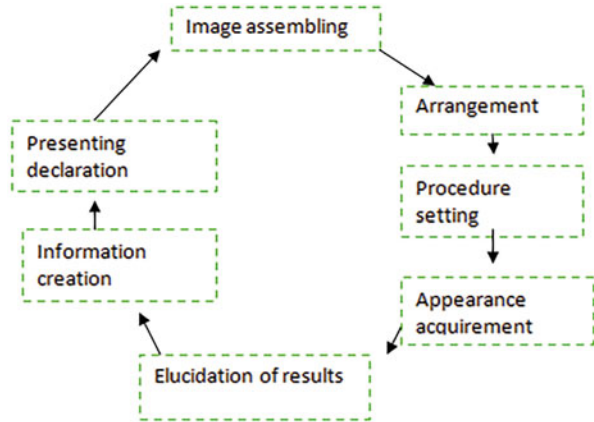 Image assembling
Arrangement
Procedure
setting
Appearance
acquirement
Elucidation of results
Information
creation
Presenting
declaration